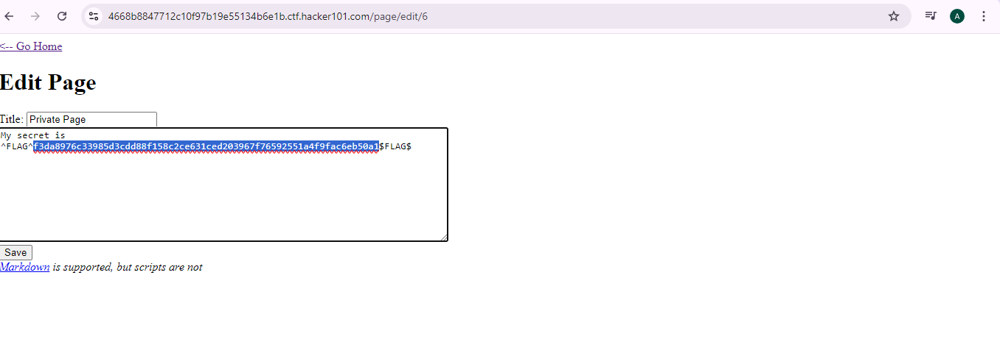 4668b8847712c10f97b19e55134b6e1b.ctf.hacker101.com/page/edit/6
A
<-- Go Home
Edit Page
Title: Private Page
My secret is
^FLAG^f3da8976c33985d3cdd88f158c2ce631ced203967f76592551a4f9fac6eb50a1$FLAG$
Save
Markdown is supported, but scripts are not